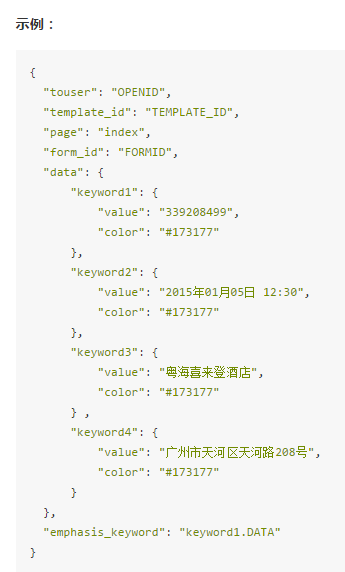 示例：
{
  "touser": "OPENID",
  "template_id": "TEMPLATE_ID",
  "page": "index",
  "form_id": "FORMID",
  "data": {
      "keyword1": {
          "value": "339208499",
          "color": "#173177"
      },
      "keyword2": {
          "value": "2015年01月05日 12:30",
          "color": "#173177"
      },
      "keyword3": {
          "value": "粤海喜来登酒店",
          "color": "#173177"
      } ,
      "keyword4": {
          "value": "广州市天河区天河路208号",
          "color": "#173177"
      }
  },
  "emphasis_keyword": "keyword1.DATA"
}